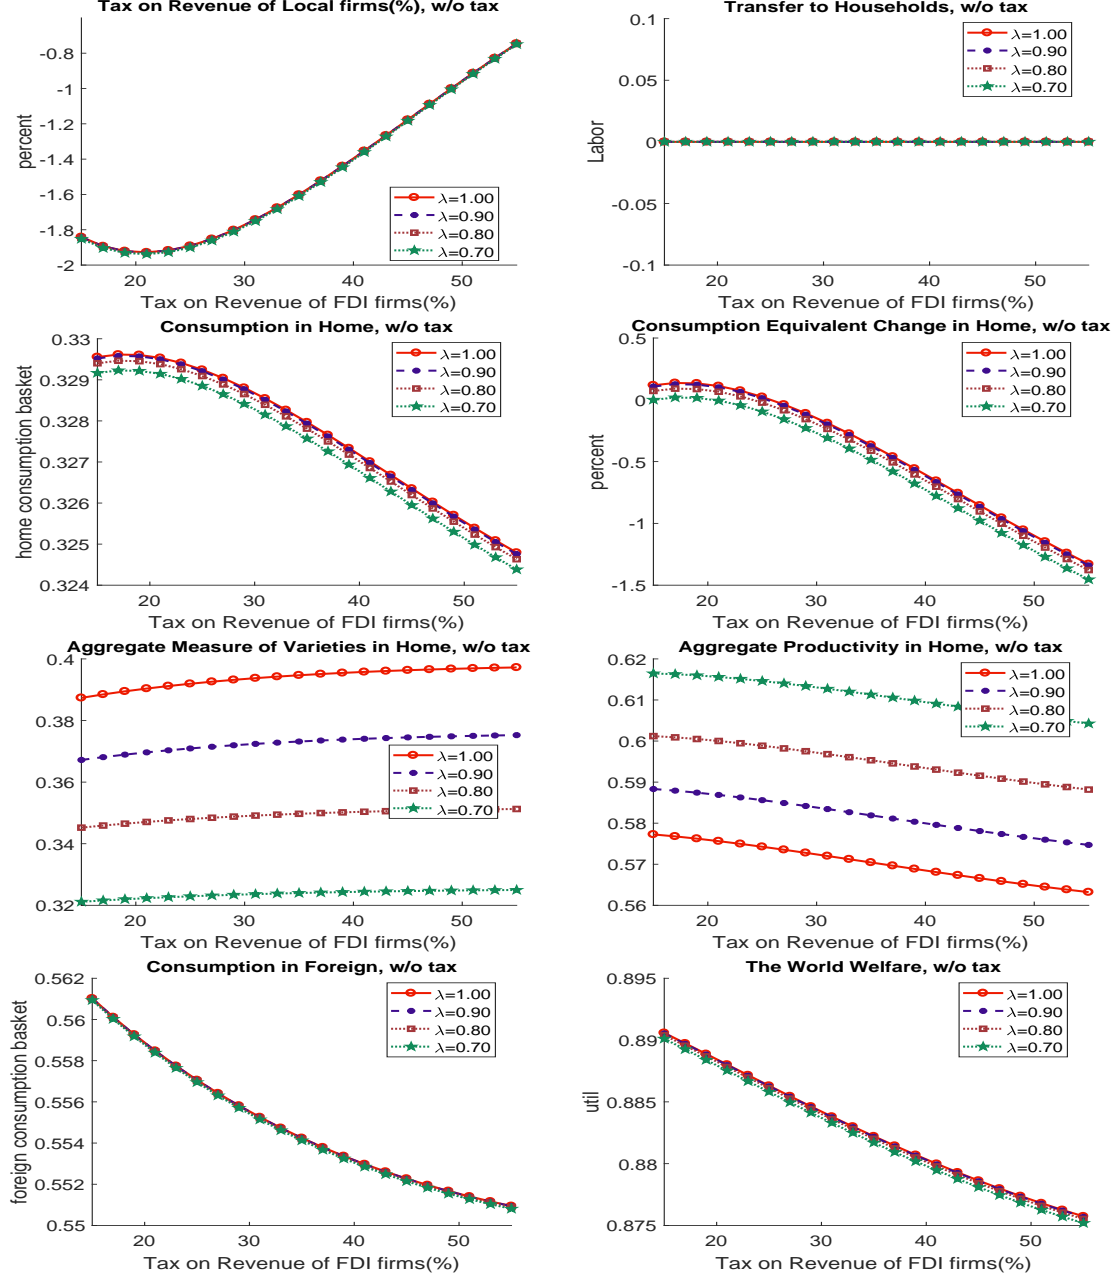 Tax on Revenue of Local firms(%), w/o tax
-0.8
-1
-1.2
-1.4
-1.6
-1.8
-2
percent
λ=1.00
λ=0.90
λ=0.80
λ=0.70
20
30
40
50
Tax on Revenue of FDI firms(%)
Transfer to Households, w/o tax
0.1
0.05
0
-0.05
-0.1
Labor
λ=1.00
λ=0.90
λ=0.80
λ=0.70
20
30
40
50
Tax on Revenue of FDI firms(%)
Consumption in Home, w/o tax
0.33
0.329
0.328
0.327
0.326
0.325
0.324
home consumption basket
λ=1.00
λ=0.90
λ=0.80
λ=0.70
20
30
40
50
Tax on Revenue of FDI firms(%)
Consumption Equivalent Change in Home, w/o tax
0.5
0
-0.5
-1
-1.5
percent
λ=1.00
λ=0.90
λ=0.80
λ=0.70
20
30
40
50
Tax on Revenue of FDI firms(%)
Aggregate Measure of Varieties in Home, w/o tax
0.4
0.38
0.36
0.34
0.32
λ=1.00
λ=0.90
λ=0.80
λ=0.70
20
30
40
50
Tax on Revenue of FDI firms(%)
Aggregate Productivity in Home, w/o tax
0.62
0.61
0.6
0.59
0.58
0.57
0.56
λ=1.00
λ=0.90
λ=0.80
λ=0.70
20
30
40
50
Tax on Revenue of FDI firms(%)
Consumption in Foreign, w/o tax
0.562
0.56
0.558
0.556
0.554
0.552
0.55
foreign consumption basket
λ=1.00
λ=0.90
λ=0.80
λ=0.70
20
30
40
50
Tax on Revenue of FDI firms(%)
The World Welfare, w/o tax
0.895
0.89
0.885
0.88
0.875
util
λ=1.00
λ=0.90
λ=0.80
λ=0.70
20
30
40
50
Tax on Revenue of FDI firms(%)